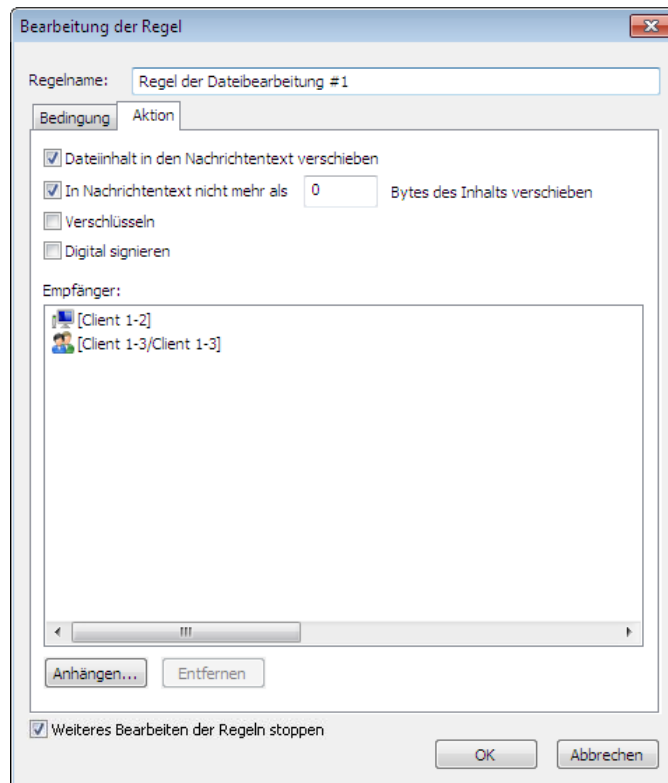 Bearbeitung der Regel
Regelname: Regel der Dateibearbeitung #1
Bedingung Aktion
Dateiinhalt in den Nachrichtentext verschieben
In Nachrichtentext nicht mehr als 0 Bytes des Inhalts verschieben
Verschlüsseln
Digital signieren
Empfänger:
[Client 1-2]
[Client 1-3/Client 1-3]
Anhängen... Entfernen
Weiteres Bearbeiten der Regeln stoppen
OK Abbrechen